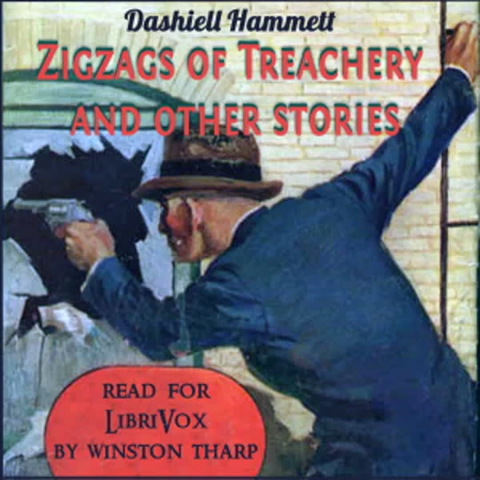 Dashiell Hammett
ZIGZAGS OF TREACHERY
AND OTHER STORIES
READ FOR
LIBRIVOX
BY WINSTON THARP